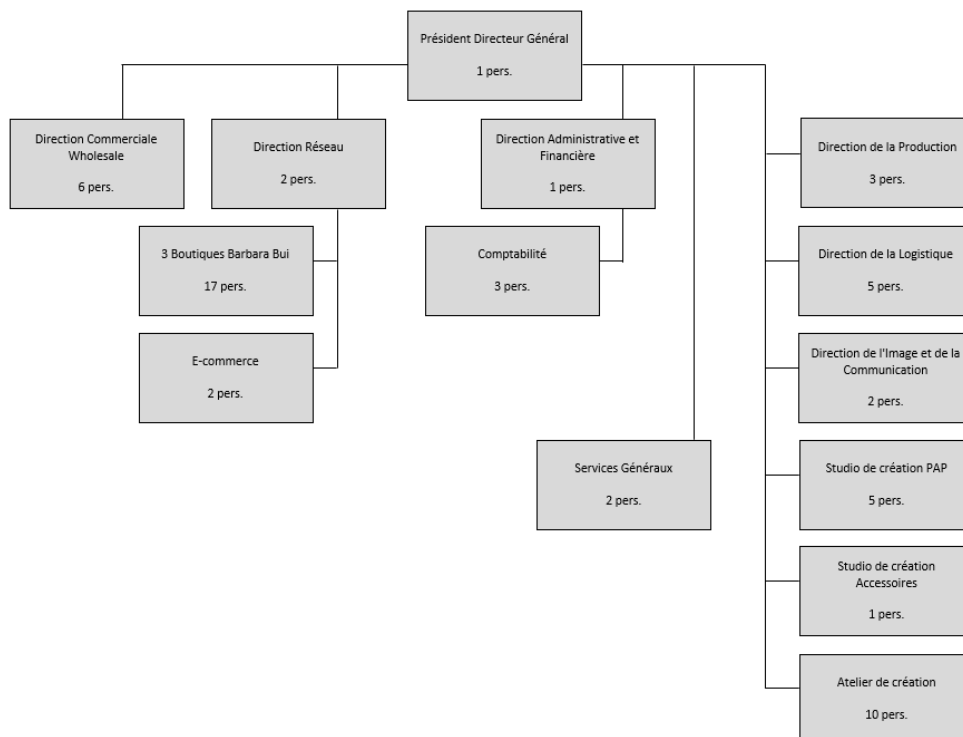 Président Directeur Général
1 pers.
Direction Commerciale
Wholesale
6 pers.
Direction Réseau
2 pers.
Direction Administrative et
Financière
1 pers.
Direction de la Production
3 pers.
3 Boutiques Barbara Bui
17 pers.
Comptabilité
3 pers.
Direction de la Logistique
5 pers.
E-commerce
2 pers.
Direction de l'Image et de la
Communication
2 pers.
Services Généraux
2 pers.
Studio de création PAP
5 pers.
Studio de création
Accessoires
1 pers.
Atelier de création
10 pers.